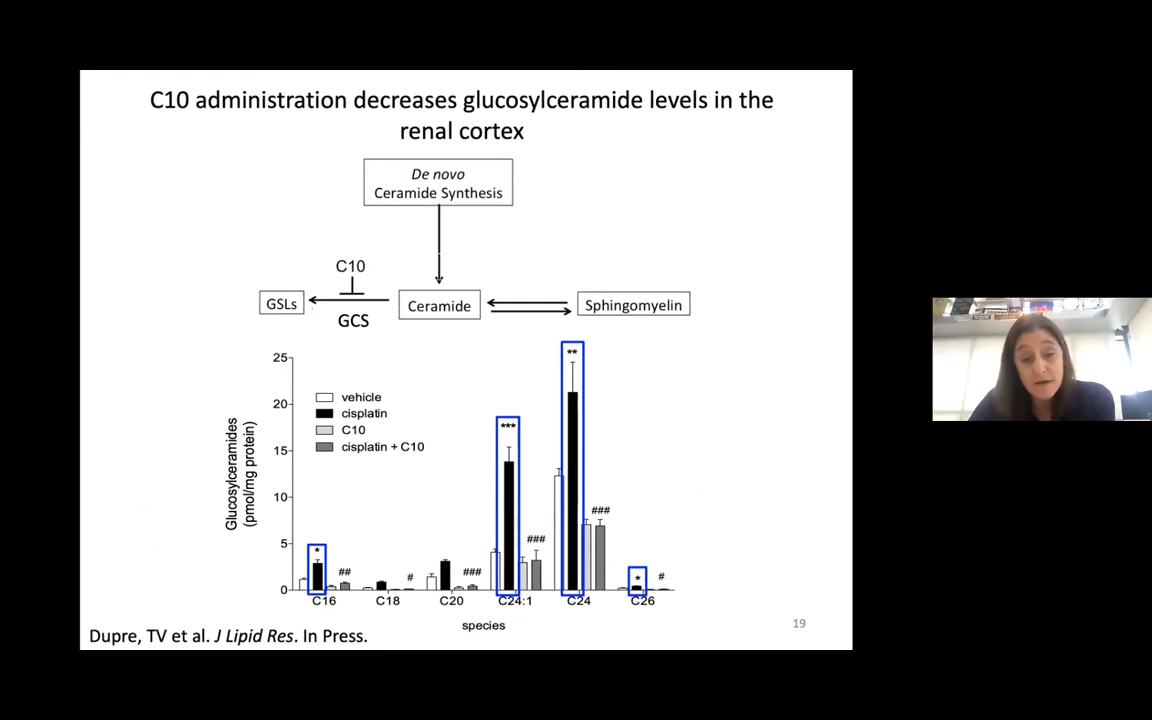 C10 administration decreases glucosylceramide levels in the
renal cortex
De novo
Ceramide Synthesis
C10
GSLs
GCS
Ceramide
Sphingomyelin
Glucosylceramides
(pmol/mg protein)
25
20
15
10
5
0
vehicle
cisplatin
C10
cisplatin + C10
*
##
#
###
***
###
**
###
*
#
C16
C18
C20
C24:1
C24
C26
species
19
Dupre, TV et al. J Lipid Res. In Press.